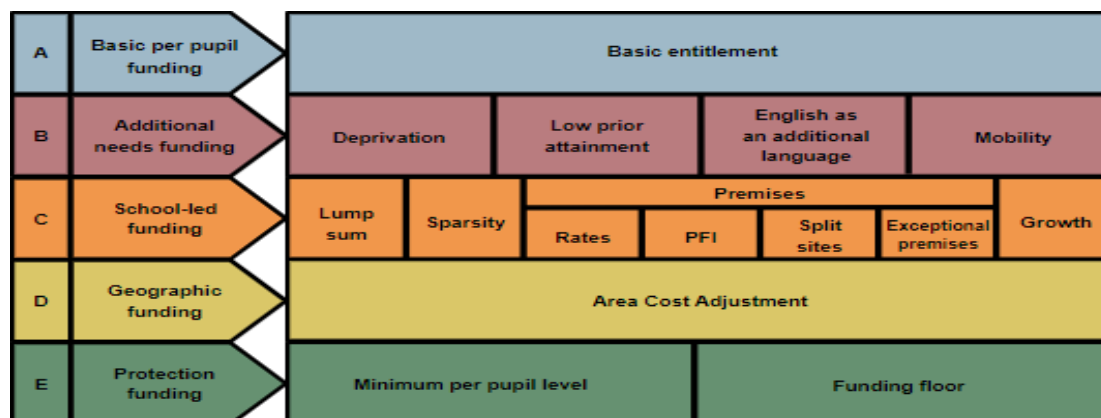 A
Basic per pupil
funding
Basic entitlement
B
Additional
needs funding
Deprivation
Low prior
attainment
English as
an additional
language
Mobility
C
School-led
funding
Lump
sum
Sparsity
Premises
Rates
PFI
Split
sites
Exceptional
premises
Growth
D
Geographic
funding
Area Cost Adjustment
E
Protection
funding
Minimum per pupil level
Funding floor